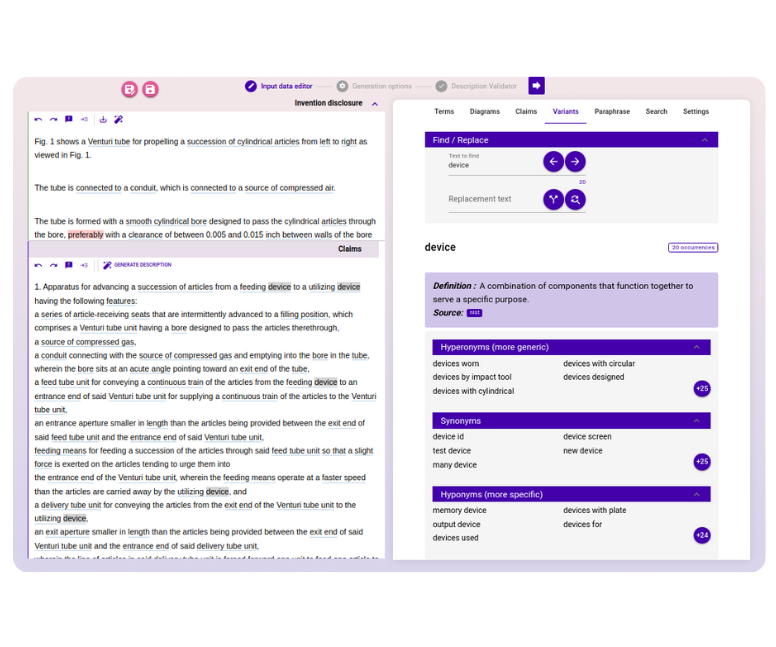 Input data editor
Generation options
Description Validator
Invention disclosure
Fig. 1 shows a Venturi tube for propelling a succession of cylindrical articles from left to right as
viewed in Fig. 1.
The tube is connected to a conduit, which is connected to a source of compressed air.
The tube is formed with a smooth cylindrical bore designed to pass the cylindrical articles through
the bore, preferably with a clearance of between 0.005 and 0.015 inch between walls of the bore
Claims
GENERATE DESCRIPTION
1. Apparatus for advancing a succession of articles from a feeding device to a utilizing device
having the following features:
a series of article-receiving seats that are intermittently advanced to a filling position, which
comprises a Venturi tube unit having a bore designed to pass the articles therethrough,
a source of compressed gas,
a conduit connecting with the source of compressed gas and emptying into the bore in the tube,
wherein the bore sits at an acute angle pointing toward an exit end of the tube,
a feed tube unit for conveying a continuous train of the articles from the feeding device to an
entrance end of said Venturi tube unit for supplying a continuous train of the articles to the Venturi
tube unit,
an entrance aperture smaller in length than the articles being provided between the exit end of
said feed tube unit and the entrance end of said Venturi tube unit,
feeding means for feeding a succession of the articles through said feed tube unit so that a slight
force is exerted on the articles tending to urge them into
the entrance end of the Venturi tube unit, wherein the feeding means operate at a faster speed
than the articles are carried away by the utilizing device, and
a delivery tube unit for conveying the articles from the exit end of the Venturi tube unit to the
utilizing device,
an exit aperture smaller in length than the articles being provided between the exit end of said
Venturi tube unit and the entrance end of said delivery tube unit,
wherein the line of articles in said delivery tube unit is forced forward one unit to feed one article to
Terms
Diagrams
Claims
Variants
Paraphrase
Search
Settings
Find / Replace
Text to find
device
20
Replacement text
device
20 occurrences
Definition : A combination of components that function together to
serve a specific purpose.
Source: nist
Hyperonyms (more generic)
devices worn
devices with circular
devices by impact tool
devices designed
devices with cylindrical
+25
Synonyms
device id
device screen
test device
new device
many device
+25
Hyponyms (more specific)
memory device
devices with plate
output device
devices for
devices used
+24